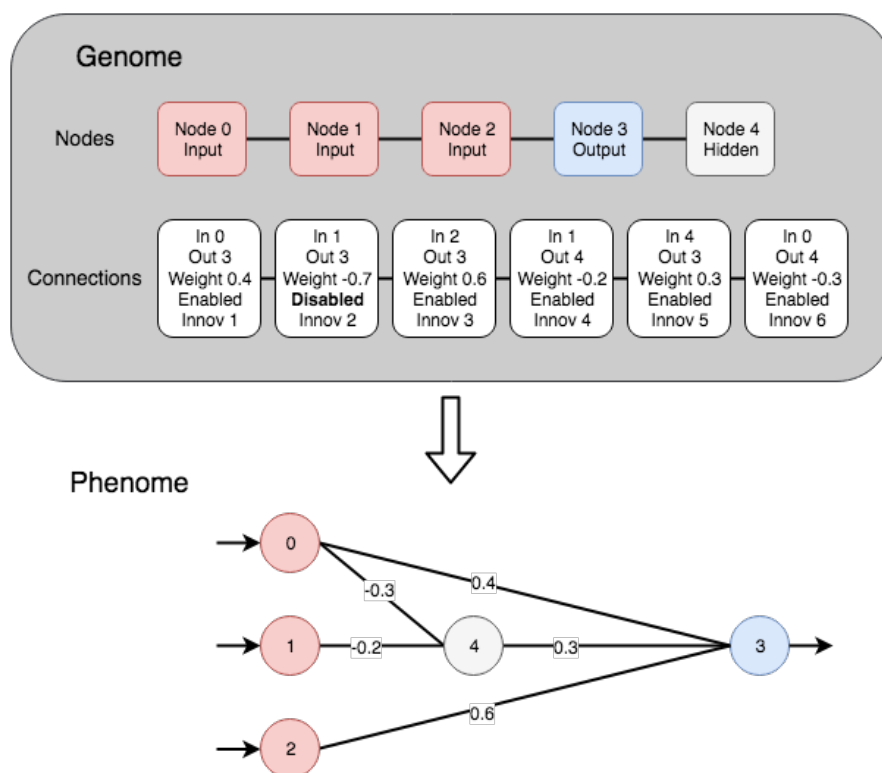 Genome
Nodes
Node 0
Input
Node 1
Input
Node 2
Input
Node 3
Output
Node 4
Hidden
Connections
In 0
Out 3
Weight 0.4
Enabled
Innov 1
In 1
Out 3
Weight -0.7
Disabled
Innov 2
In 2
Out 3
Weight 0.6
Enabled
Innov 3
In 1
Out 4
Weight -0.2
Enabled
Innov 4
In 4
Out 3
Weight 0.3
Enabled
Innov 5
In 0
Out 4
Weight -0.3
Enabled
Innov 6
Phenome
0
0.4
-0.3
1
-0.2
4
0.3
3
0.6
2